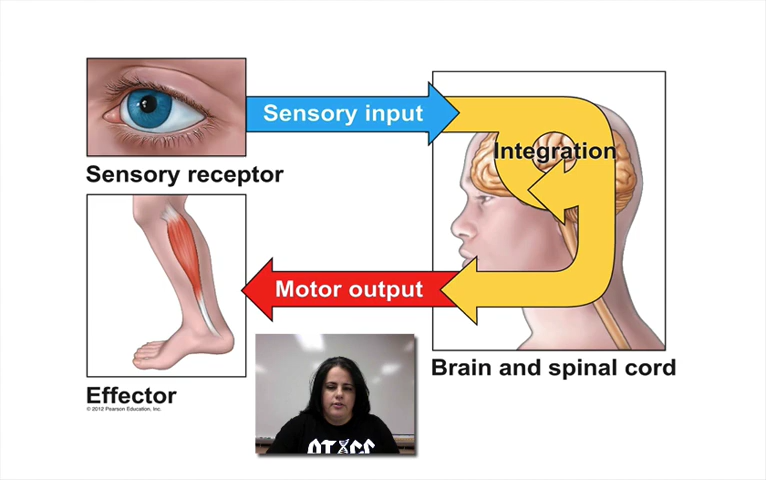 Sensory input
Integration
Sensory receptor
Motor output
Brain and spinal cord
Effector
© 2012 Pearson Education, Inc.